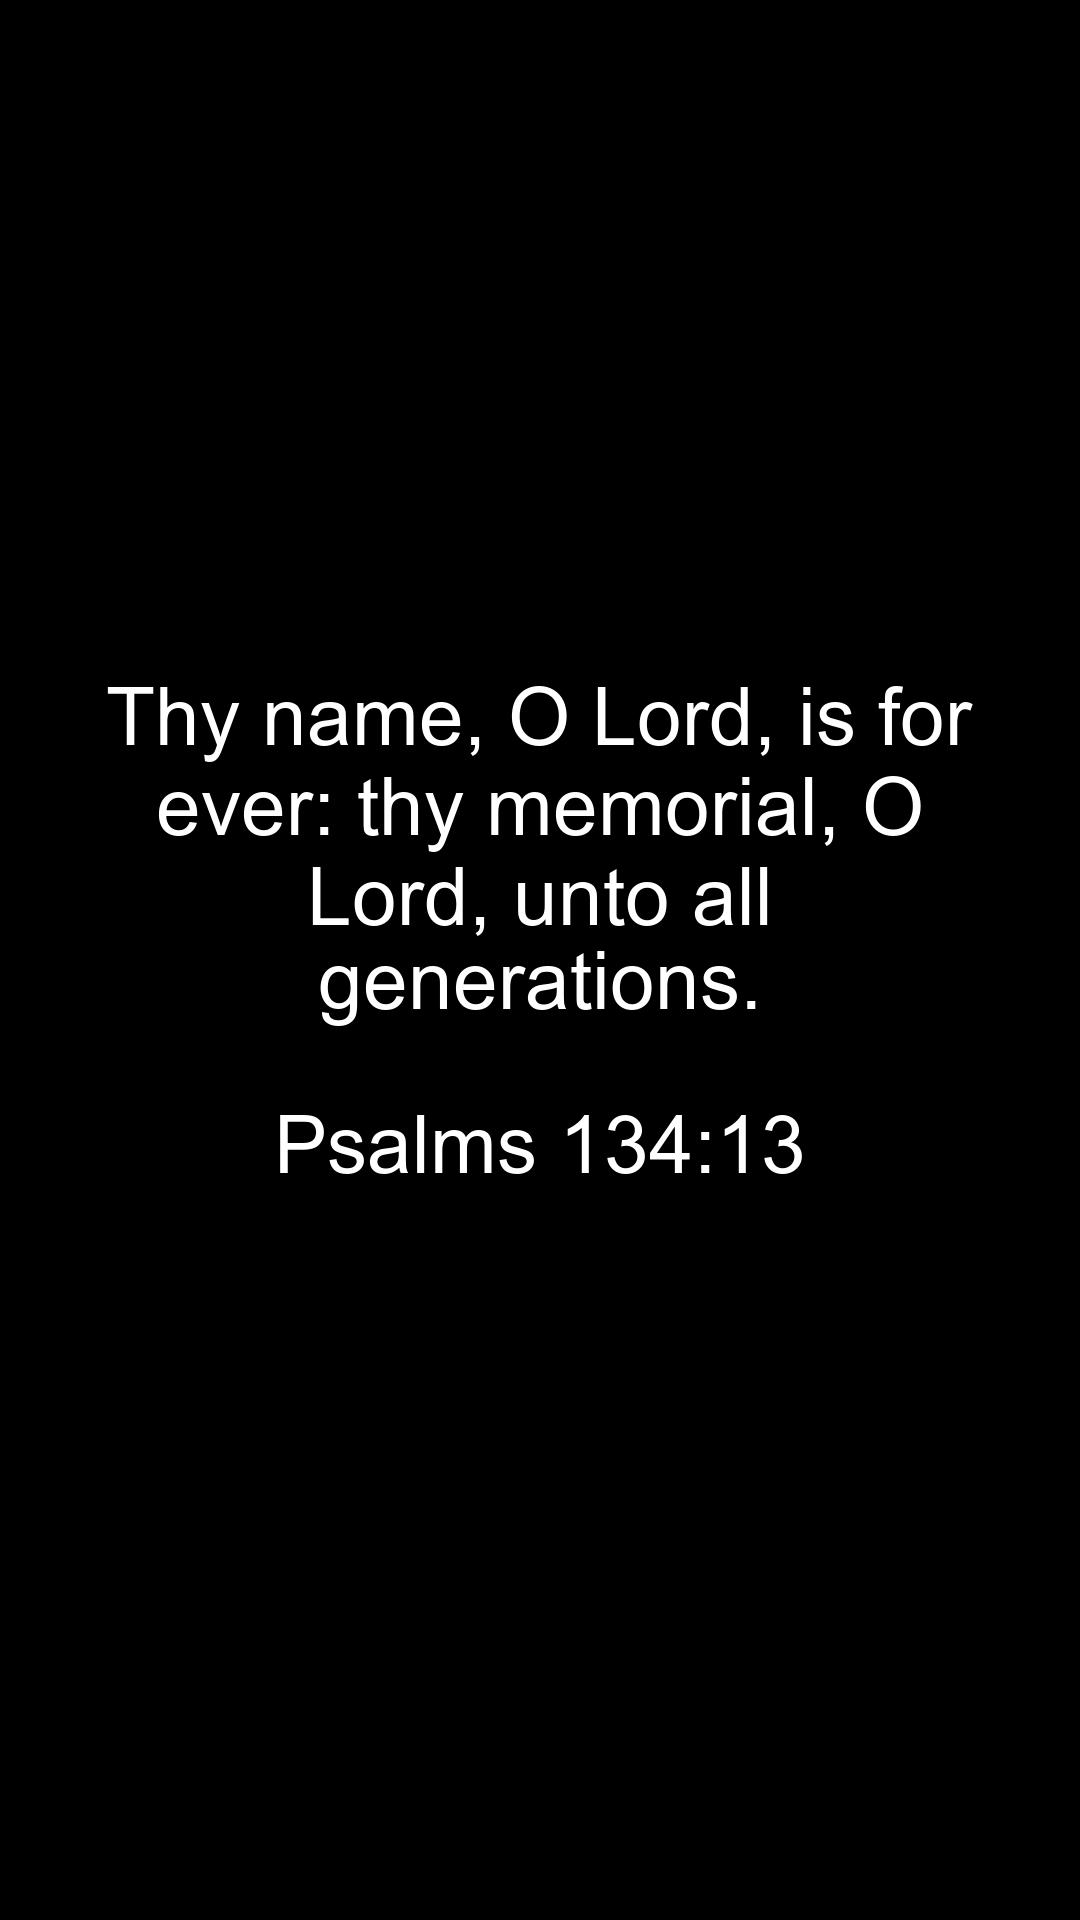 Thy name, O Lord, is for
ever: thy memorial, O
Lord, unto all
generations.
Psalms 134:13